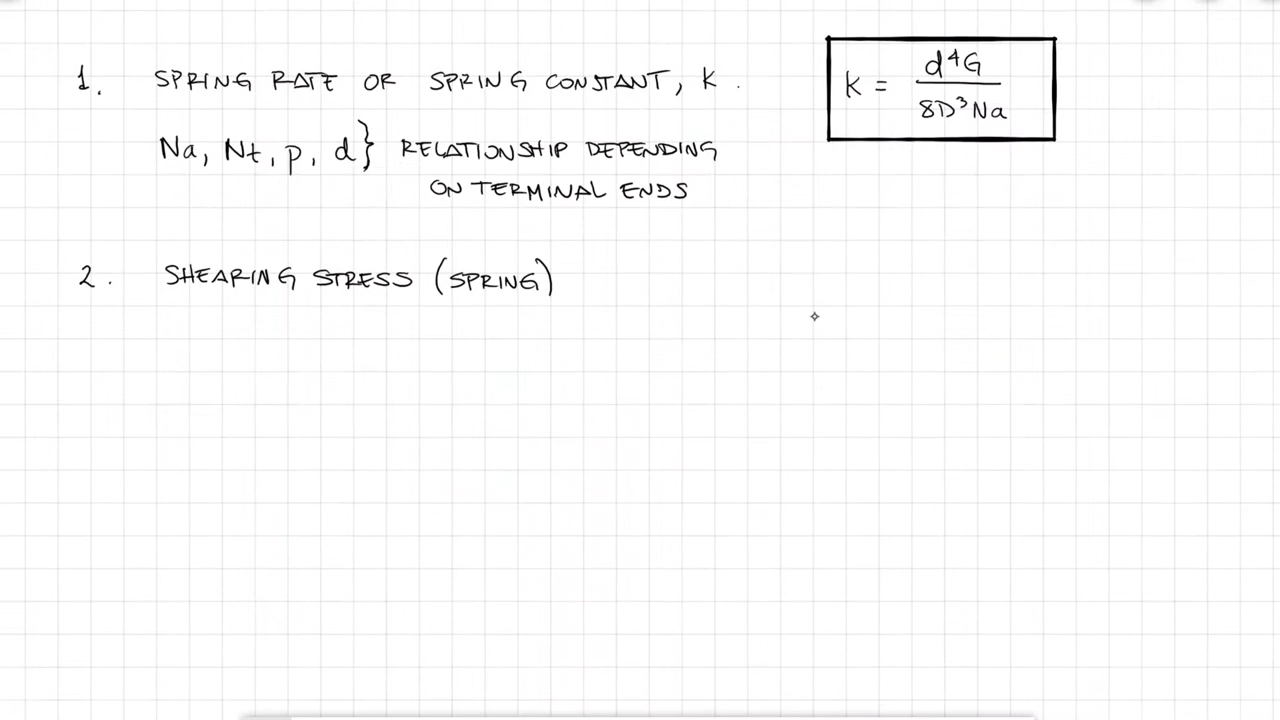 1. SPRING RATE OR SPRING CONSTANT, k.
k = d⁴G / 8D³Na
Na, Nt, p, d} RELATIONSHIP DEPENDING
ON TERMINAL ENDS
2. SHEARING STRESS (SPRING)